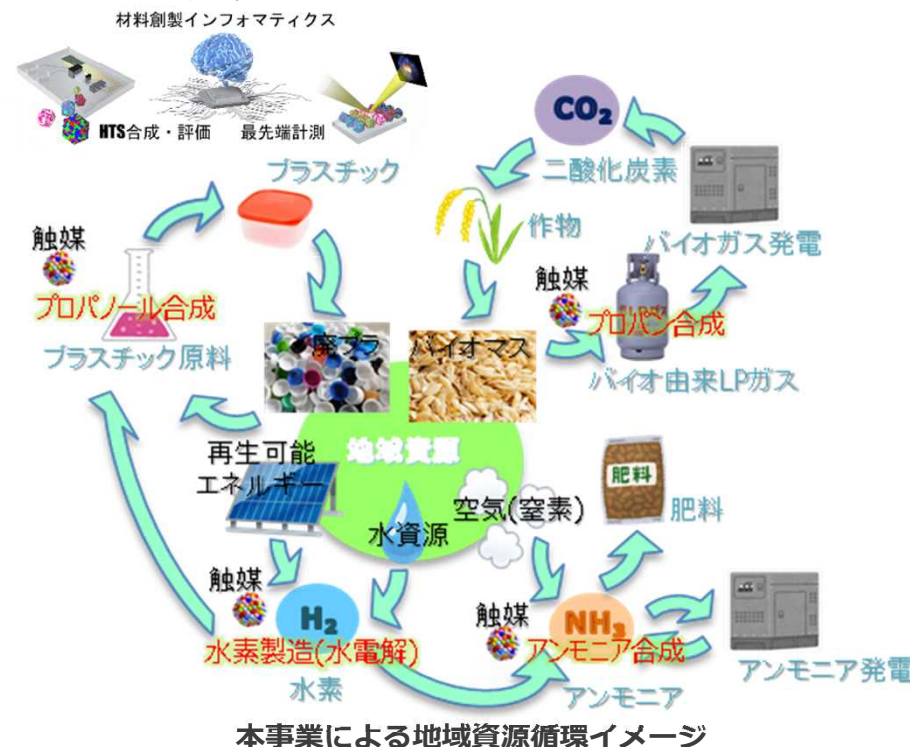 材料創製インフォマティクス
HTS合成・評価
最先端計測
プラスチック
CO₂
二酸化炭素
作物
バイオガス発電
触媒
プロパノール合成
プラスチック原料
触媒
プロパン合成
バイオ由来LPガス
廃プラ
バイオマス
地域資源
再生可能
エネルギー
水資源
空気(窒素)
肥料
肥料
触媒
H₂
水素製造(水電解)
水素
触媒
NH₃
アンモニア合成
アンモニア
アンモニア発電
本事業による地域資源循環イメージ